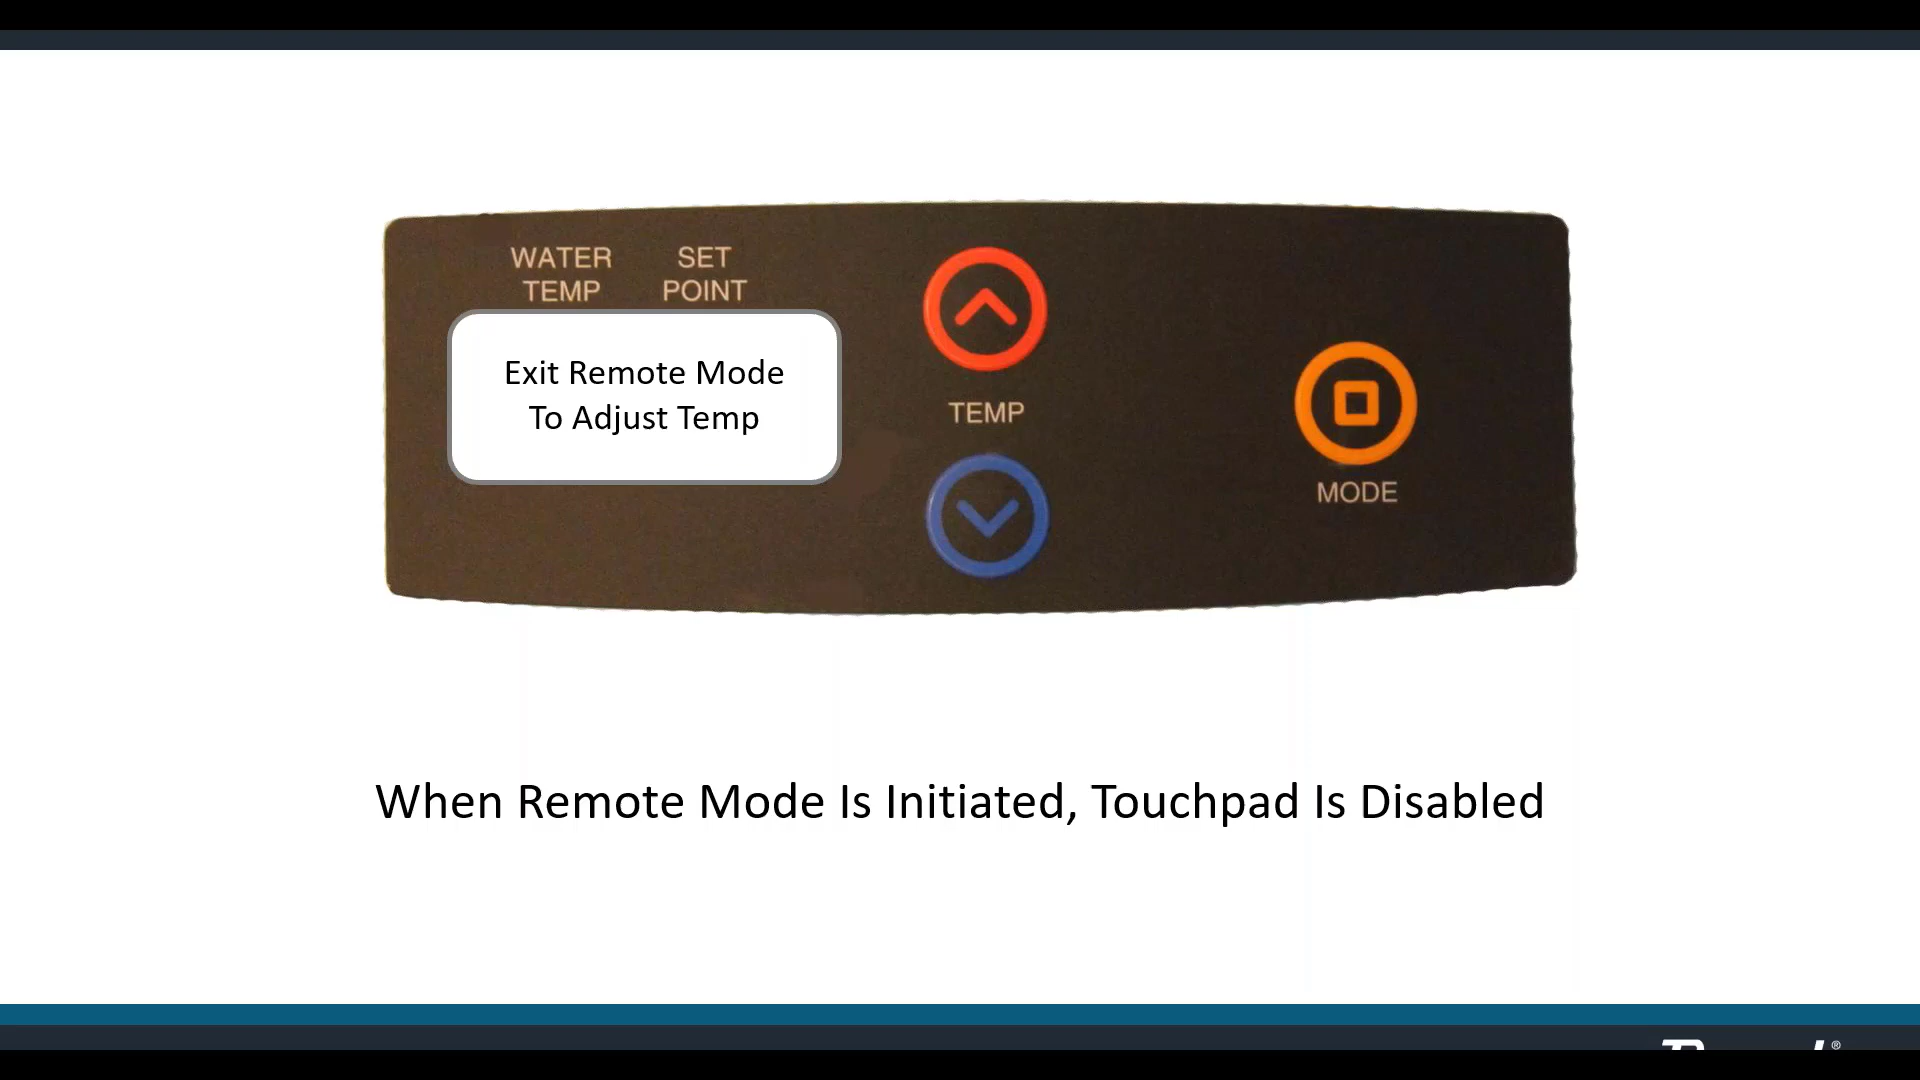 WATER
TEMP
SET
POINT
Exit Remote Mode
To Adjust Temp
TEMP
MODE
When Remote Mode Is Initiated, Touchpad Is Disabled
®